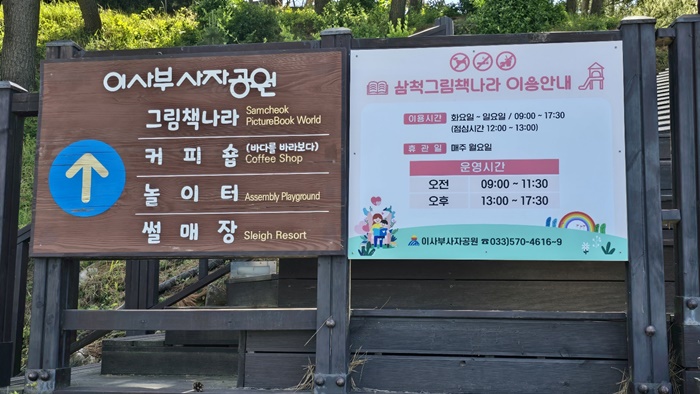 이사부 사자공원
그림책나라 Samcheok PictureBook World
커 피 숍 (바다를 바라보다) Coffee Shop
놀 이 터 Assembly Playground
썰 매 장 Sleigh Resort
삼척그림책나라 이용안내
이용시간 화요일 - 일요일 / 09:00 - 17:30
(점심시간 12:00 ~ 13:00)
휴 관 일 매주 월요일
운영시간
오전 09:00 ~ 11:30
오후 13:00 ~ 17:30
이사부사자공원 ☎033)570-4616~9